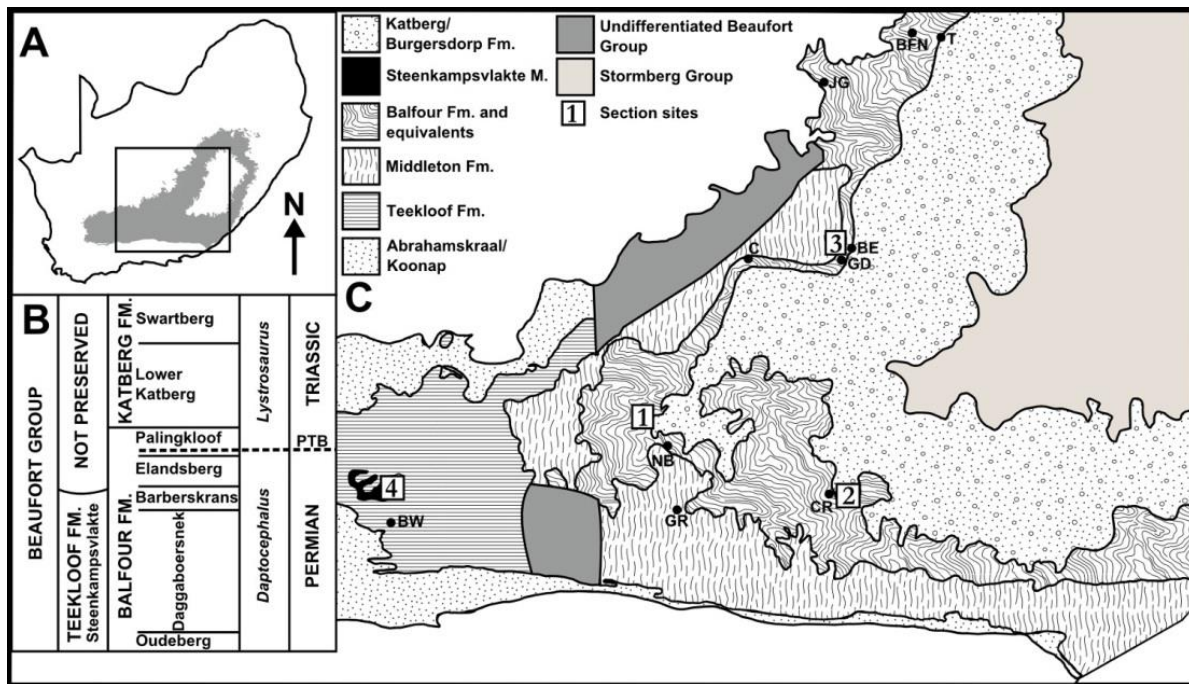 A
N
Katberg/
Burgersdorp Fm.
Steenkampsvlakte M.
Balfour Fm. and
equivalents
Middleton Fm.
Teekloof Fm.
Abrahamskraal/
Koonap
Undifferentiated Beaufort
Group
Stormberg Group
1 Section sites
B
BEAUFORT GROUP
NOT PRESERVED
TEEKLOOF FM.
Steenkampsvlakte
KATBERG FM.
BALFOUR FM.
Swartberg
Lower
Katberg
Palingkloof
Elandsberg
Barberskrans
Daggaboersnek
Oudeberg
Lystrosaurus
Daptocephalus
TRIASSIC
PTB
PERMIAN
C
BFN
T
JG
C
3
BE
GD
1
NB
GR
CR
2
4
BW